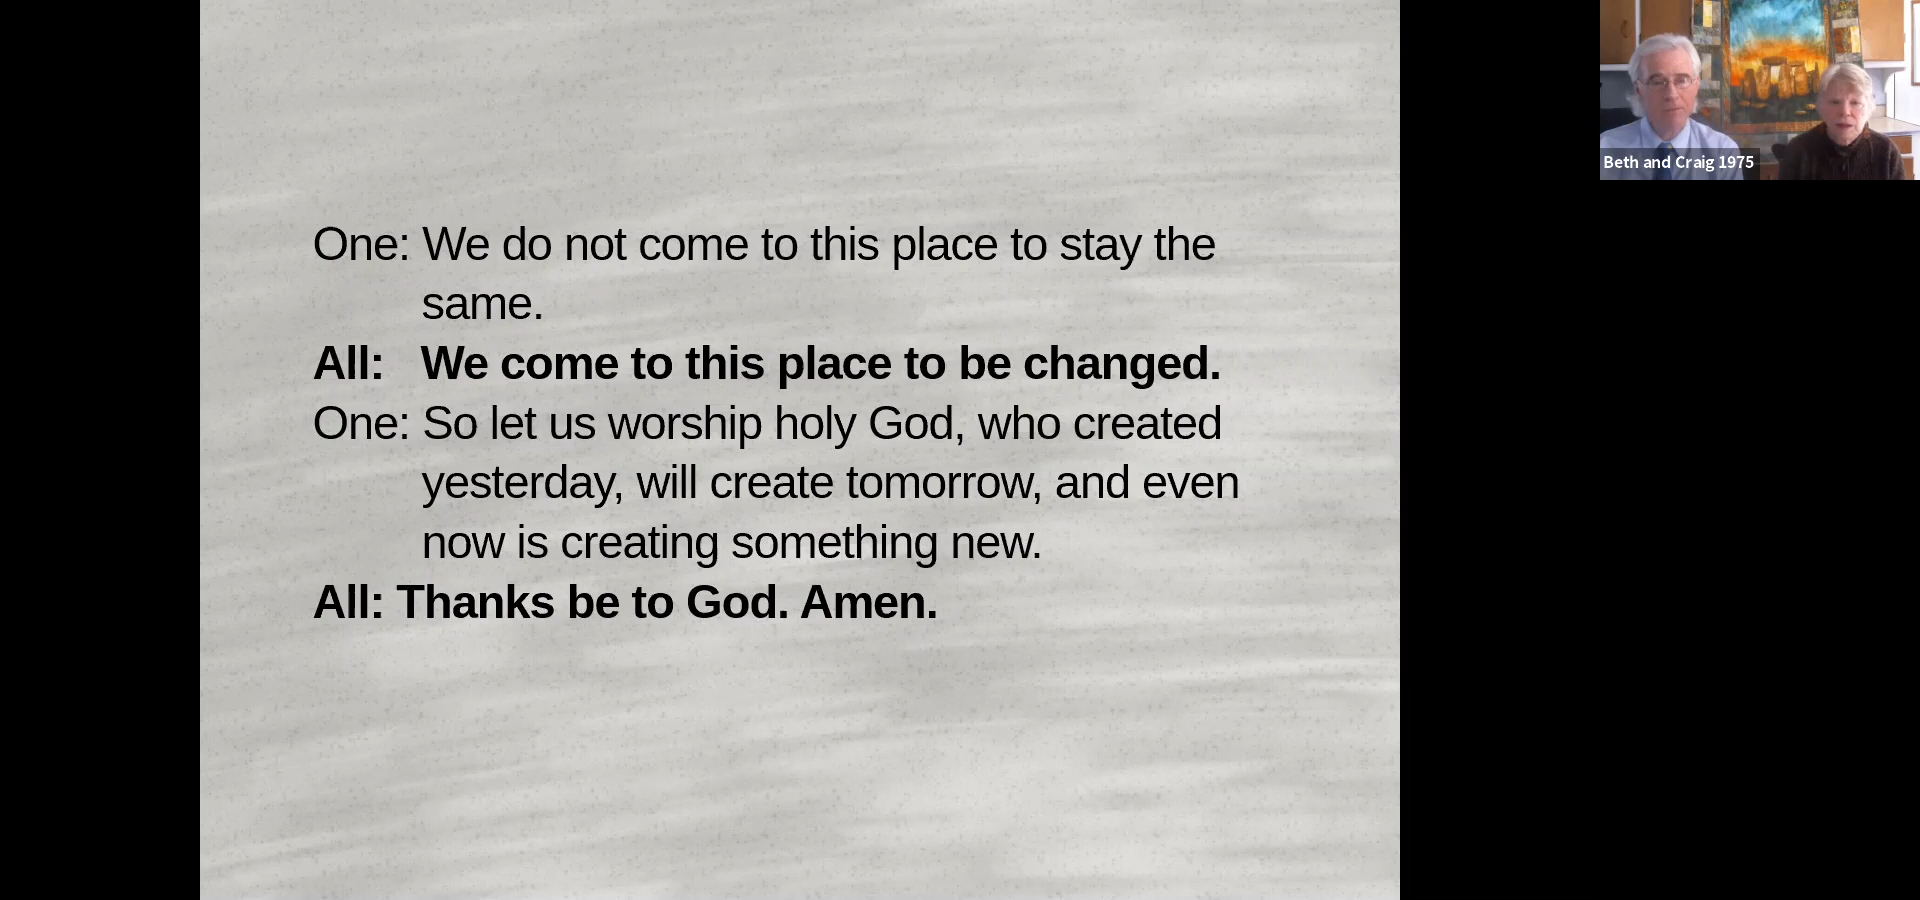 One: We do not come to this place to stay the
same.
All: We come to this place to be changed.
One: So let us worship holy God, who created
yesterday, will create tomorrow, and even
now is creating something new.
All: Thanks be to God. Amen.
Beth and Craig 1975